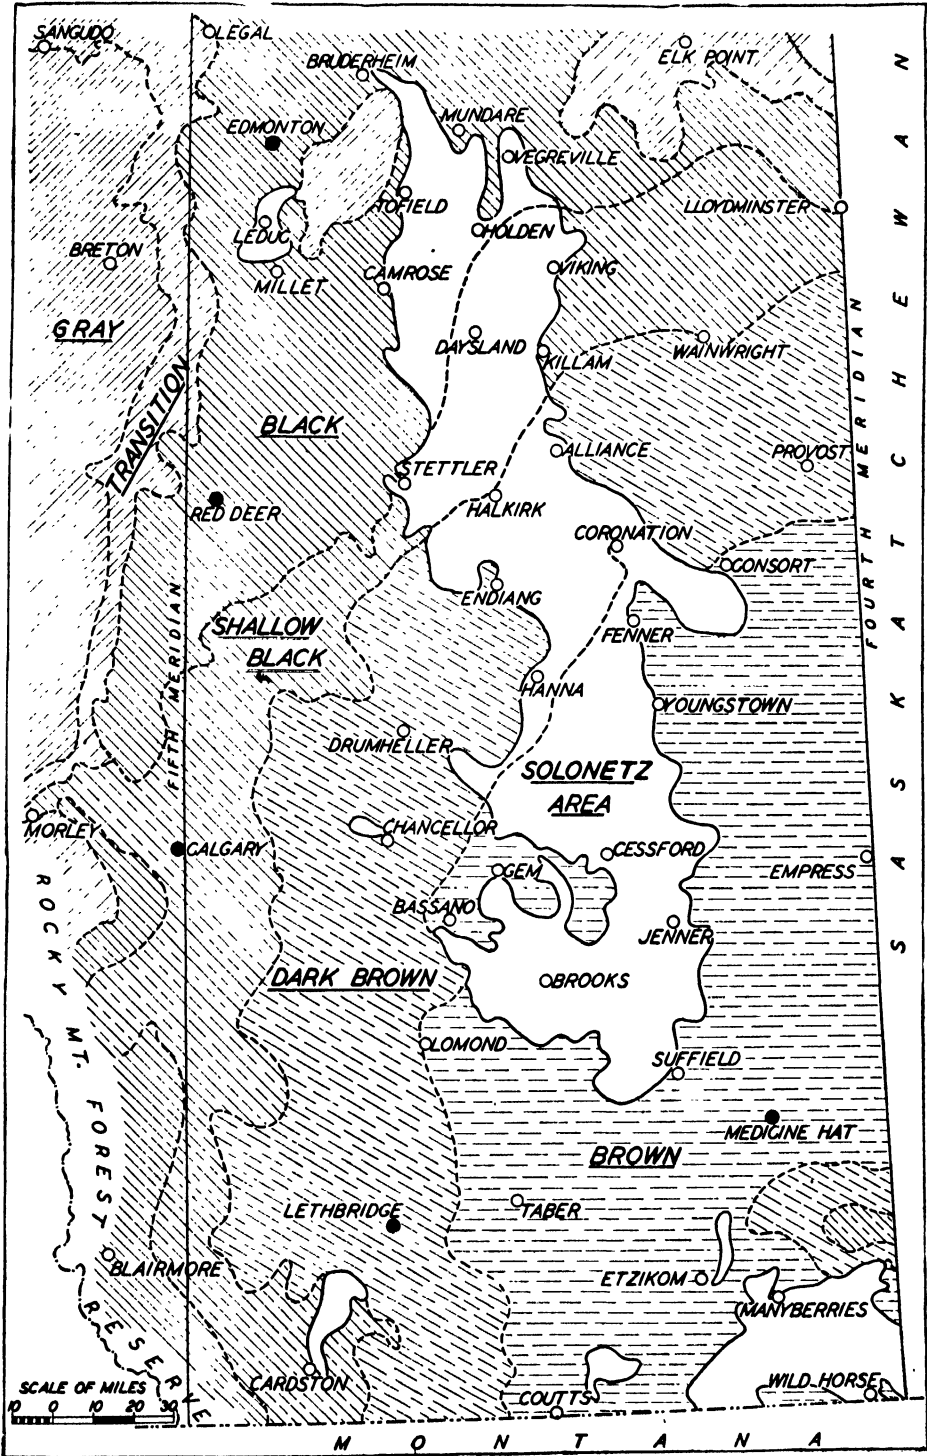 SANGUDO
LEGAL
BRUDERHEIM
ELK POINT
MUNDARE
EDMONTON
VEGREVILLE
TOFIELD
LLOYDMINSTER
LEDUC
HOLDEN
BRETON
MILLET
CAMROSE
VIKING
GRAY
DAYSLAND
KILLAM
WAINWRIGHT
TRANSITION
BLACK
ALLIANCE
PROVOST
STETTLER
RED DEER
HALKIRK
CORONATION
CONSORT
ENDIANG
SHALLOW
BLACK
FENNER
HANNA
YOUNGSTOWN
FIFTH MERIDIAN
FOURTH MERIDIAN
SASKATCHEWAN
DRUMHELLER
SOLONETZ
AREA
MORLEY
CHANCELLOR
CALGARY
CESSFORD
EMPRESS
GEM
BASSANO
JENNER
DARK BROWN
BROOKS
ROCKY MT. FOREST RESERVE
LOMOND
SUFFIELD
MEDICINE HAT
BROWN
LETHBRIDGE
TABER
BLAIRMORE
ETZIKOM
MANYBERRIES
CARDSTON
COUTTS
WILD HORSE
SCALE OF MILES
10 0 10 20 30
MONTANA